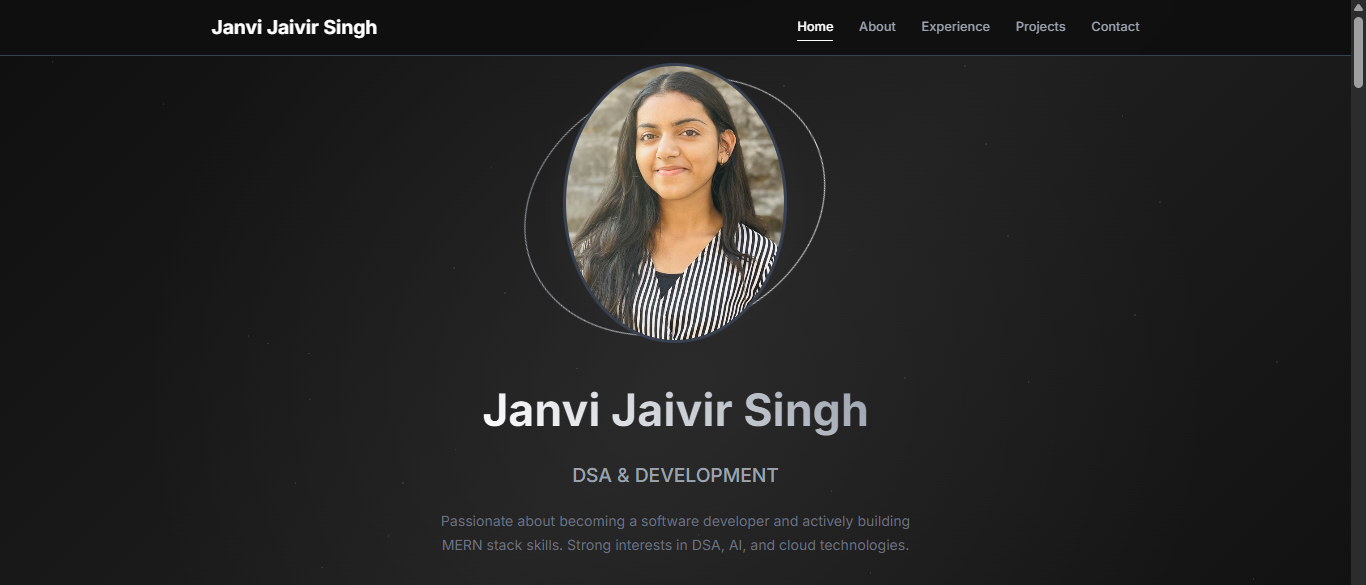 Janvi Jaivir Singh
Home About Experience Projects Contact
Janvi Jaivir Singh
DSA & DEVELOPMENT
Passionate about becoming a software developer and actively building
MERN stack skills. Strong interests in DSA, AI, and cloud technologies.